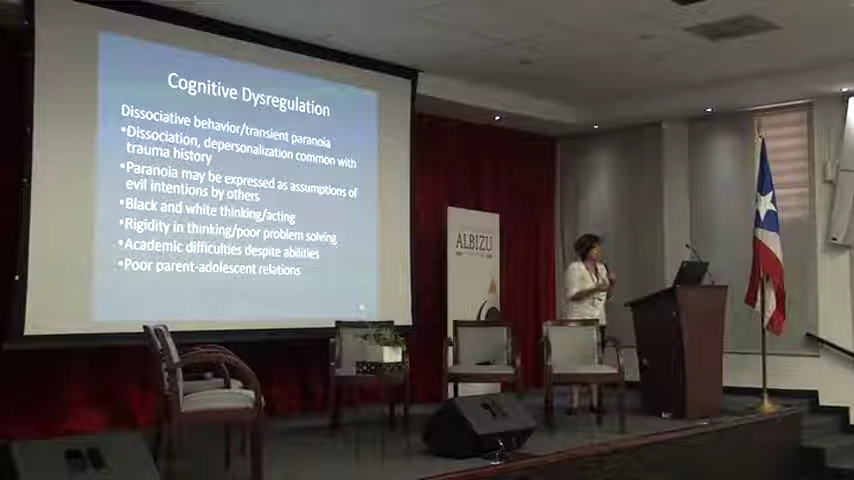 Cognitive Dysregulation
Dissociative behavior/transient paranoia
•Dissociation, depersonalization common with
trauma history
•Paranoia may be expressed as assumptions of
evil intentions by others
•Black and white thinking/acting
•Rigidity in thinking/poor problem solving
•Academic difficulties despite abilities
•Poor parent-adolescent relations
ALBIZU